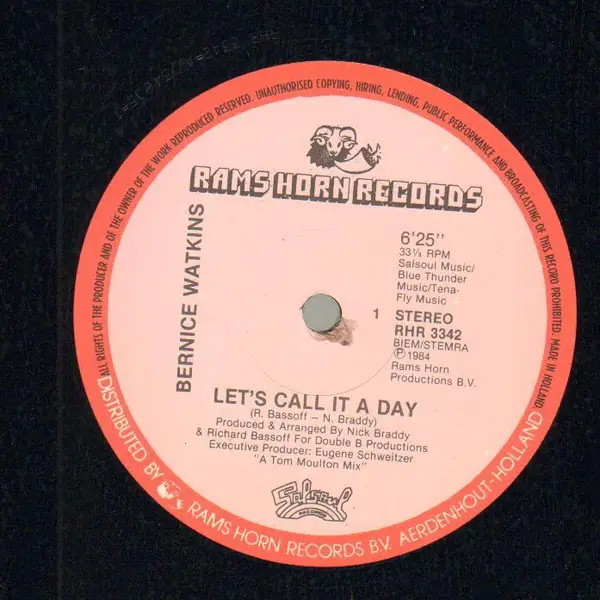 ALL RIGHTS OF THE PRODUCER AND OF THE OWNER OF THE WORK REPRODUCED RESERVED. UNAUTHORISED COPYING, HIRING, LENDING, PUBLIC PERFORMANCE AND BROADCASTING OF THIS RECORD PROHIBITED. MADE IN HOLLAND.
RAMS HORN RECORDS
BERNICE WATKINS
6'25"
33⅓ RPM
Salsoul Music/
Blue Thunder
Music/Tena-
Fly Music
1 STEREO
RHR 3342
BIEM/STEMRA
Ⓟ1984
Rams Horn
Productions B.V.
LET'S CALL IT A DAY
(R. Bassoff – N. Braddy)
Produced & Arranged By Nick Braddy
& Richard Bassoff For Double B Productions
Executive Producer: Eugene Schweitzer
"A Tom Moulton Mix"
Salsoul
RECORDS
DISTRIBUTED BY RAMS HORN RECORDS B.V. AERDENHOUT-HOLLAND